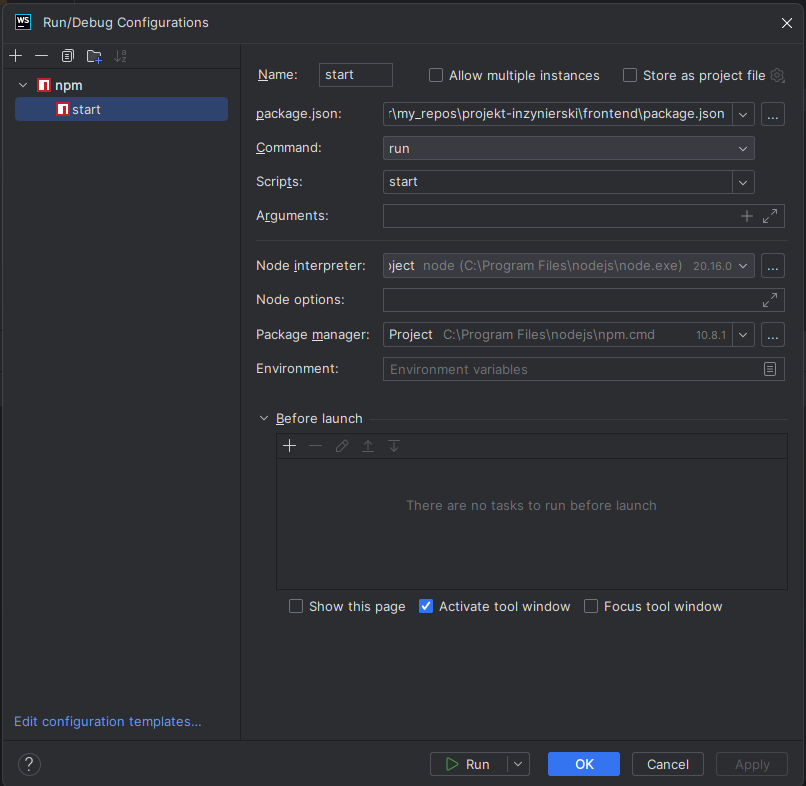 WS Run/Debug Configurations
npm
start
Name: start Allow multiple instances Store as project file
package.json: r\my_repos\projekt-inzynierski\frontend\package.json ...
Command: run
Scripts: start
Arguments:
Node interpreter: oject node (C:\Program Files\nodejs\node.exe) 20.16.0 ...
Node options:
Package manager: Project C:\Program Files\nodejs\npm.cmd 10.8.1 ...
Environment: Environment variables
Before launch
There are no tasks to run before launch
Show this page Activate tool window Focus tool window
Edit configuration templates...
? Run OK Cancel Apply